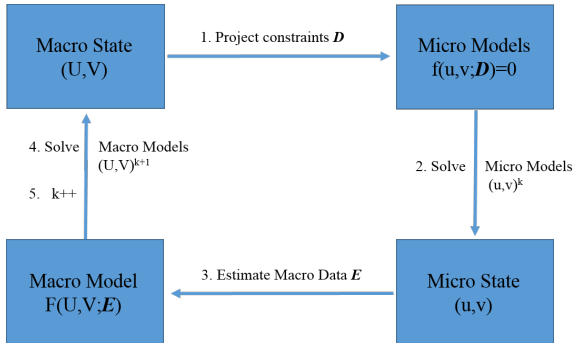 Macro State
(U,V)
1. Project constraints D
Micro Models
f(u,v;D)=0
4. Solve Macro Models
(U,V)k+1
5. k++
2. Solve Micro Models
(u,v)k
Macro Model
F(U,V;E)
3. Estimate Macro Data E
Micro State
(u,v)